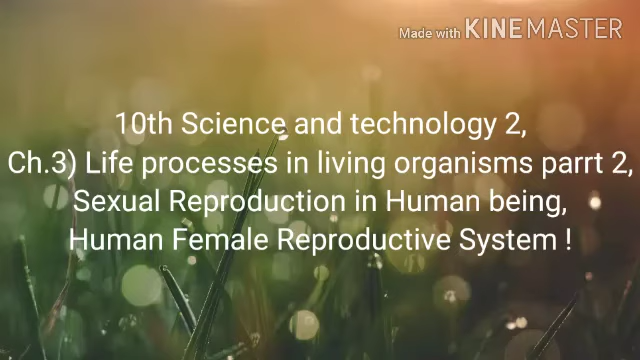 Made with KINEMASTER
10th Science and technology 2,
Ch.3) Life processes in living organisms parrt 2,
Sexual Reproduction in Human being,
Human Female Reproductive System !